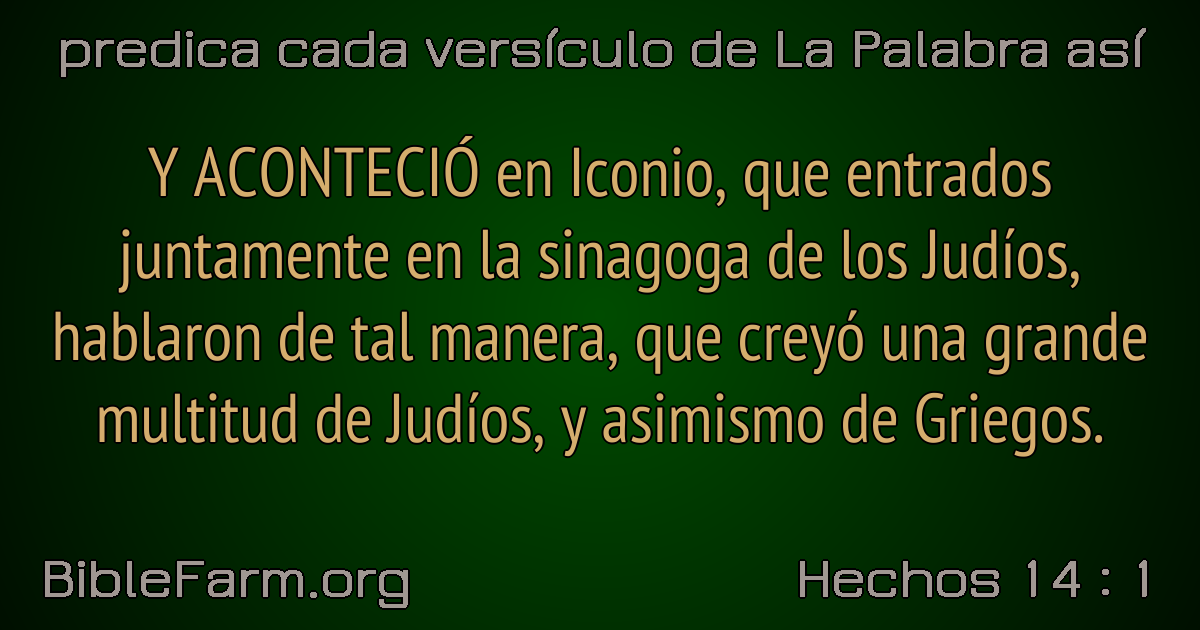 predica cada versículo de La Palabra así
Y ACONTECIÓ en Iconio, que entrados
juntamente en la sinagoga de los Judíos,
hablaron de tal manera, que creyó una grande
multitud de Judíos, y asimismo de Griegos.
BibleFarm.org
Hechos 14 : 1